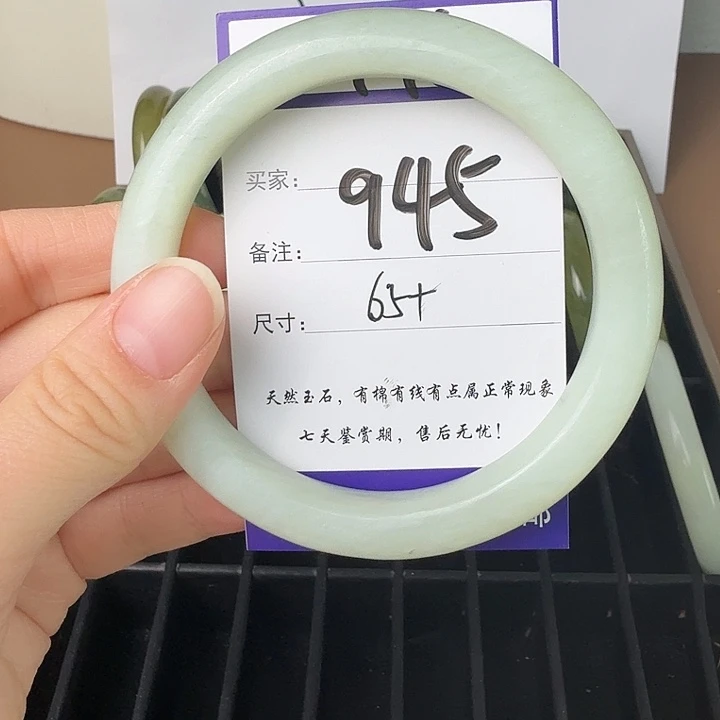 买家: 945
备注:
尺寸: 65+
天然玉石，有棉有线有点属正常现象
七天鉴赏期，售后无忧！